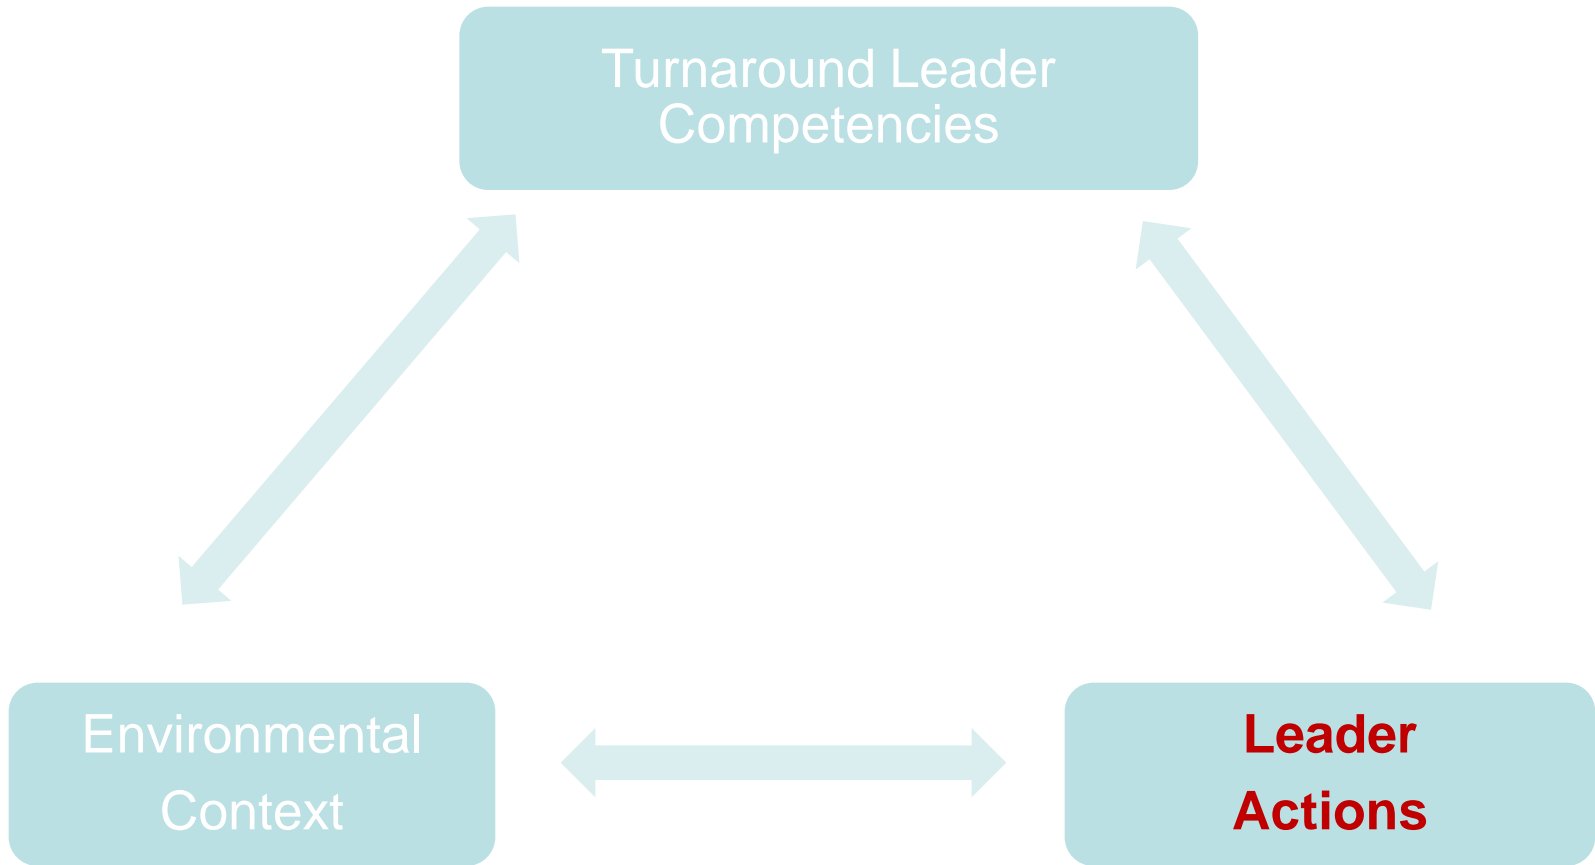 Turnaround Leader
Competencies
Environmental
Context
Leader
Actions